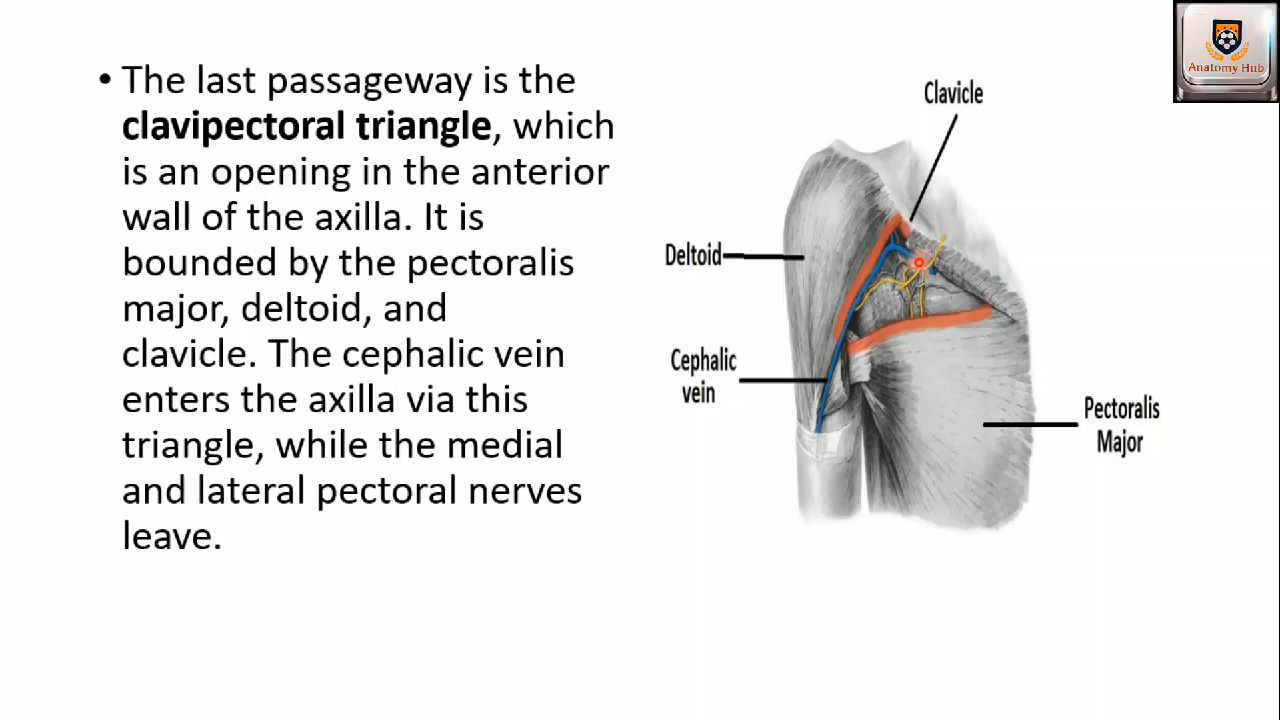 • The last passageway is the
clavipectoral triangle, which
is an opening in the anterior
wall of the axilla. It is
bounded by the pectoralis
major, deltoid, and
clavicle. The cephalic vein
enters the axilla via this
triangle, while the medial
and lateral pectoral nerves
leave.
Clavicle
Deltoid
Cephalic
vein
Pectoralis
Major
Anatomy Hub